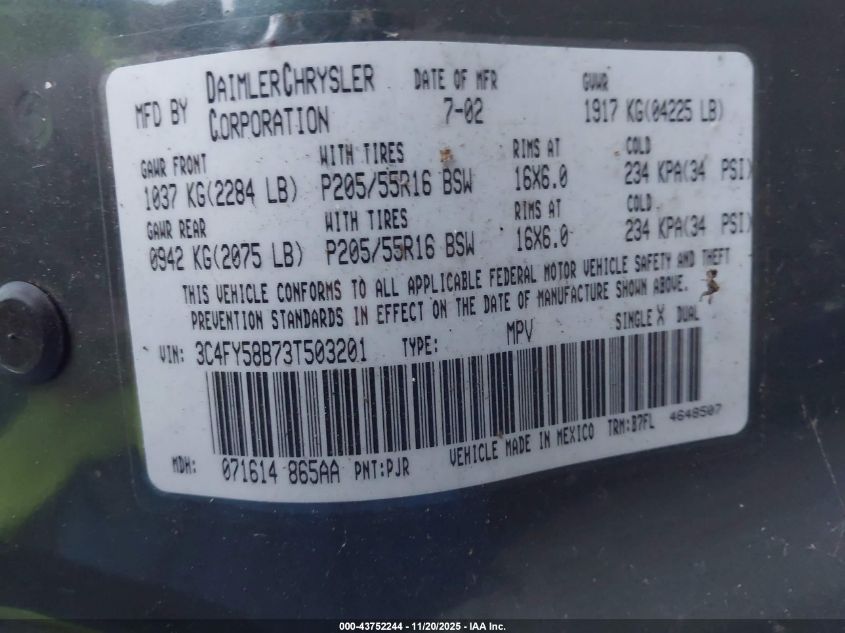 MFD BY DAIMLERCHRYSLER CORPORATION DATE OF MFR 7-02 GVWR 1917 KG(04225 LB)
GAWR FRONT WITH TIRES RIMS AT COLD
1037 KG(2284 LB) P205/55R16 BSW 16X6.0 234 KPA(34 PSI)
GAWR REAR WITH TIRES RIMS AT COLD
0942 KG(2075 LB) P205/55R16 BSW 16X6.0 234 KPA(34 PSI)
THIS VEHICLE CONFORMS TO ALL APPLICABLE FEDERAL MOTOR VEHICLE SAFETY AND THEFT
PREVENTION STANDARDS IN EFFECT ON THE DATE OF MANUFACTURE SHOWN ABOVE.
VIN: 3C4FY58B73T503201 TYPE: MPV SINGLE X DUAL
MDH: 071614 865AA PNT:PJR VEHICLE MADE IN MEXICO TRM:B7FL 4648507
000-43752244 - 11/20/2025 - IAA Inc.